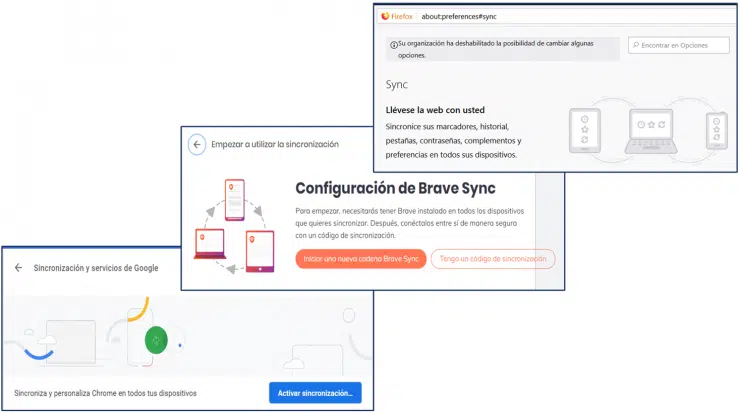 Firefox about:preferences#sync
Su organización ha deshabilitado la posibilidad de cambiar algunas
opciones.
Encontrar en Opciones
Sync
Llévese la web con usted
Sincronice sus marcadores, historial,
pestañas, contraseñas, complementos y
preferencias en todos sus dispositivos.
Empezar a utilizar la sincronización
Configuración de Brave Sync
Para empezar, necesitarás tener Brave instalado en todos los dispositivos
que quieres sincronizar. Después, conéctalos entre sí de manera segura
con un código de sincronización.
Iniciar una nueva cadena Brave Sync
Tengo un código de sincronización
Sincronización y servicios de Google
Sincroniza y personaliza Chrome en todos tus dispositivos
Activar sincronización...